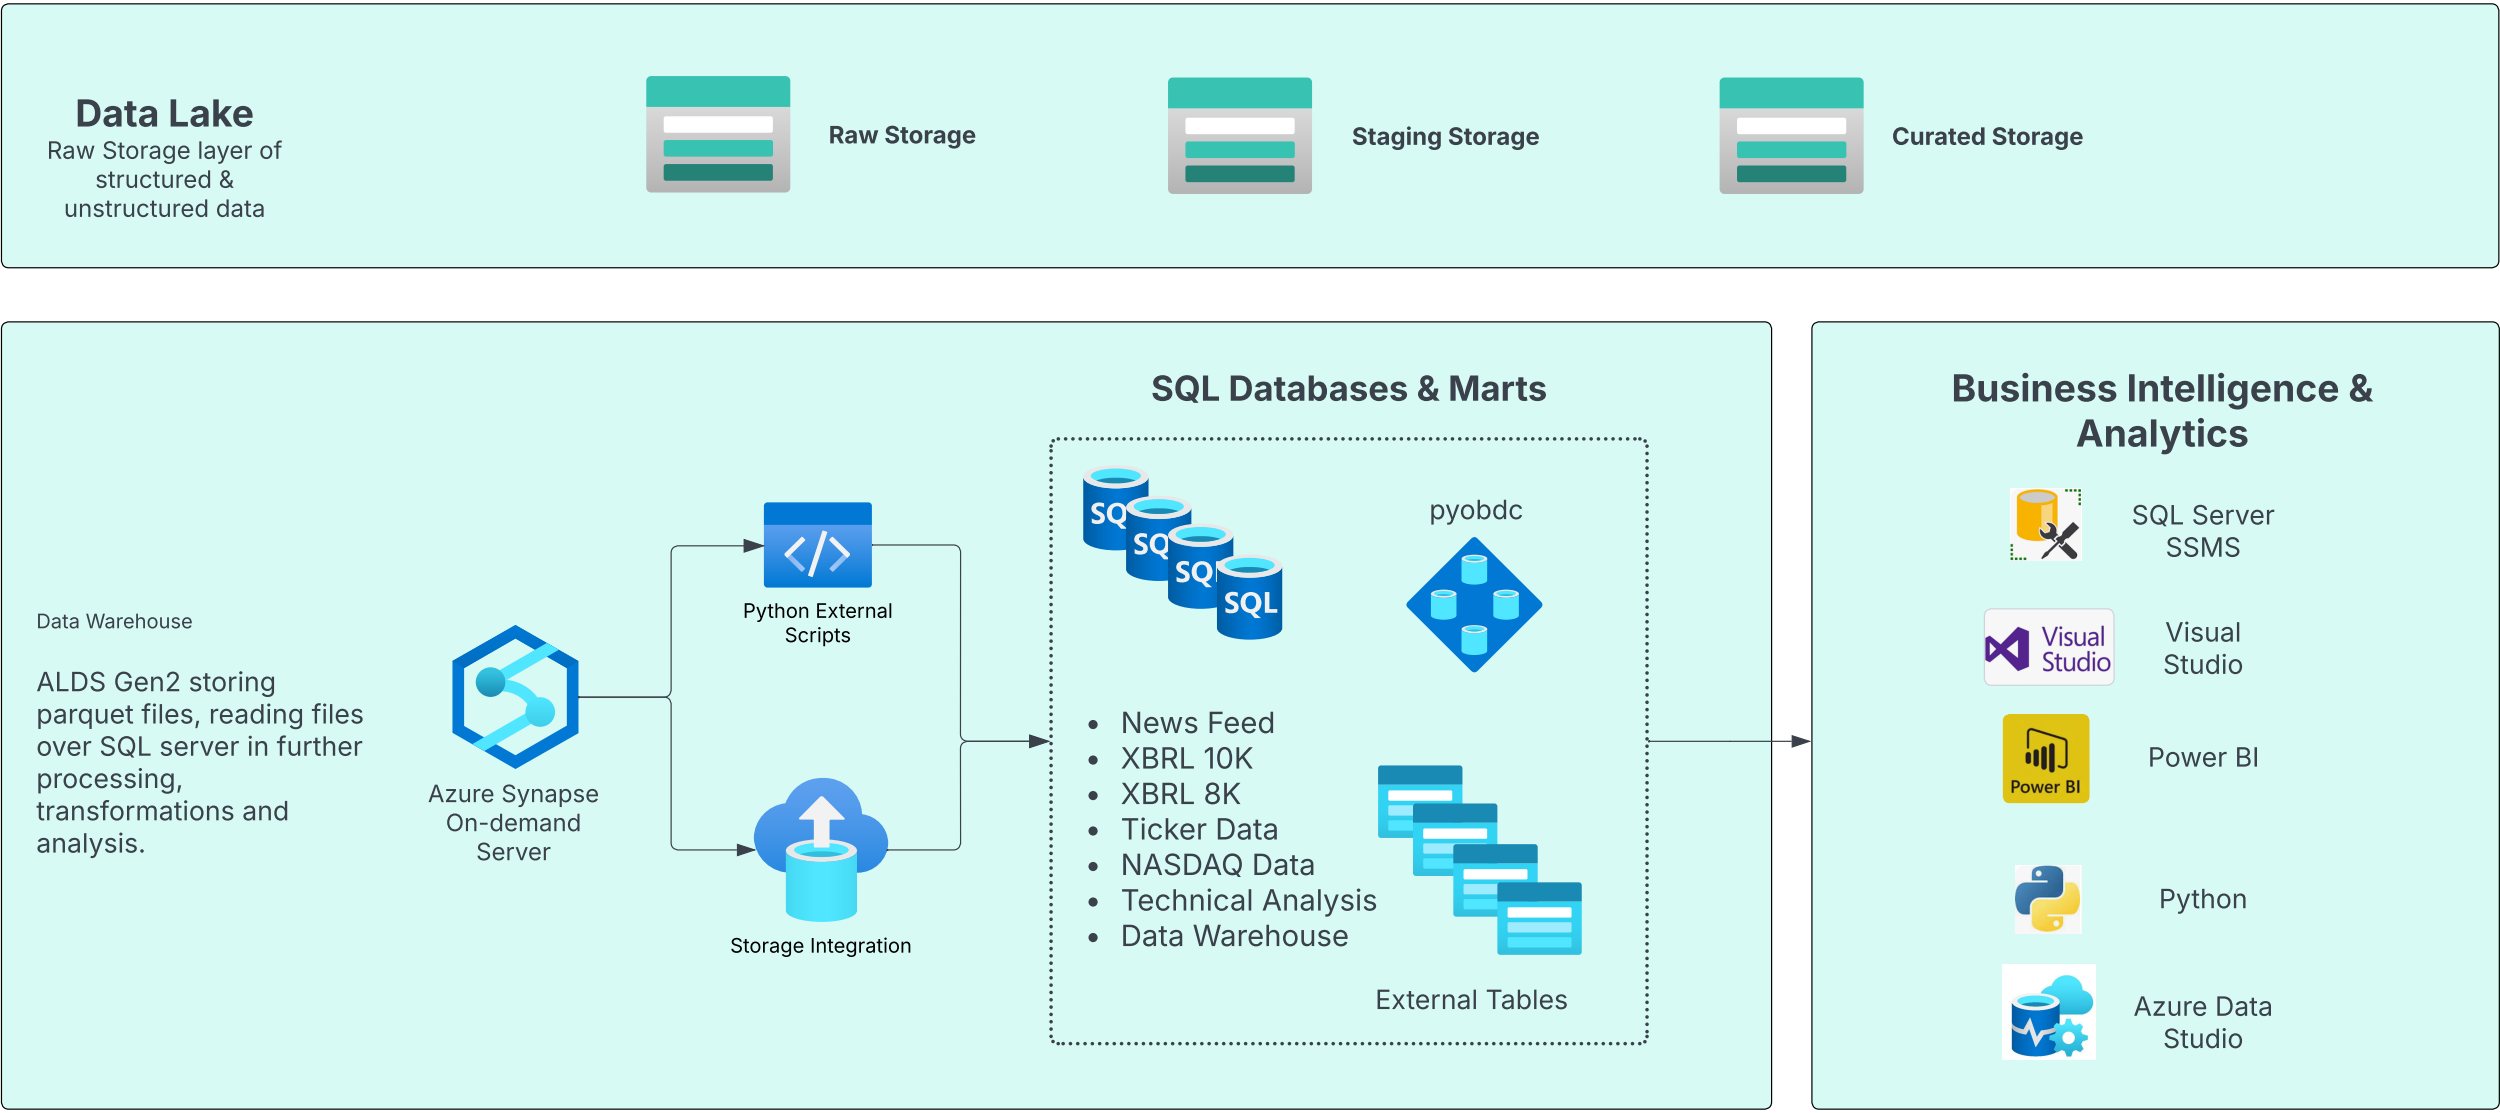 Data Lake
Raw Storage layer of
structured &
unstructured data
Raw Storage
Staging Storage
Curated Storage
Data Warehouse
ALDS Gen2 storing
parquet files, reading files
over SQL server in further
processing,
transformations and
analysis.
Azure Synapse
On-demand
Server
Python External
Scripts
Storage Integration
SQL Databases & Marts
SQL
SQL
SQL
SQL
pyobdc
• News Feed
• XBRL 10K
• XBRL 8K
• Ticker Data
• NASDAQ Data
• Technical Analysis
• Data Warehouse
External Tables
Business Intelligence &
Analytics
SQL Server
SSMS
Visual
Studio
Visual
Studio
Power BI
Power BI
Python
Azure Data
Studio